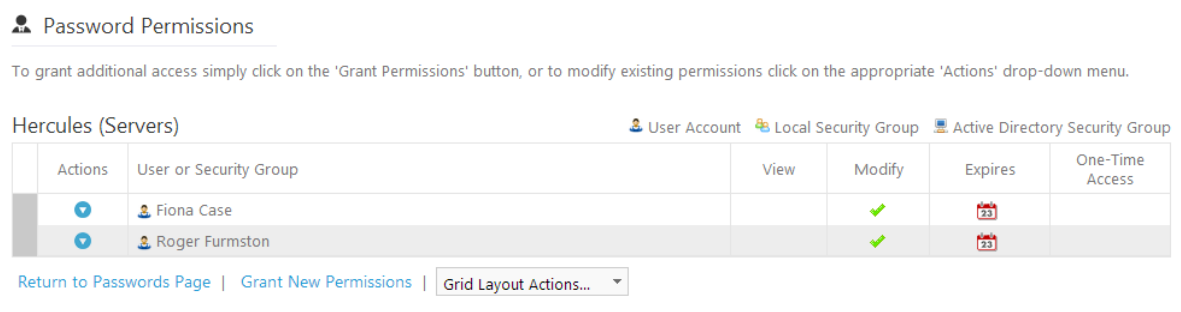 Password Permissions
To grant additional access simply click on the 'Grant Permissions' button, or to modify existing permissions click on the appropriate 'Actions' drop-down menu.
Hercules (Servers) User Account Local Security Group Active Directory Security Group
Actions User or Security Group View Modify Expires One-Time Access
Fiona Case 23
Roger Furmston 23
Return to Passwords Page | Grant New Permissions | Grid Layout Actions...